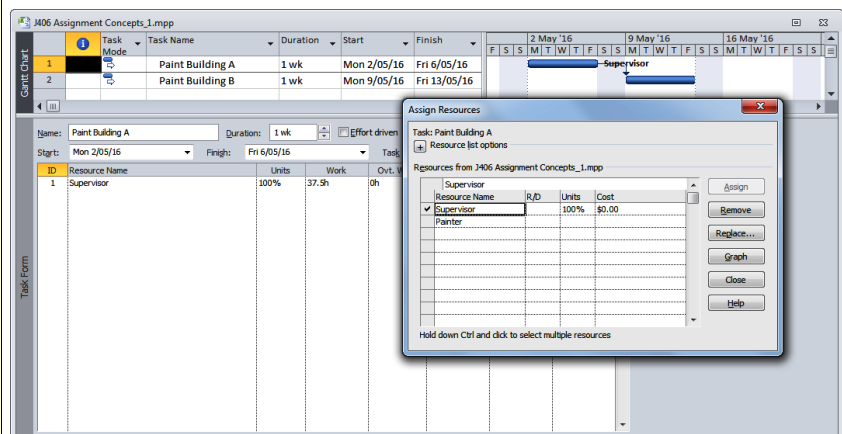 J406 Assignment Concepts_1.mpp
Task Mode Task Name Duration Start Finish
2 May '16 9 May '16 16 May '16
F S S M T W T F S S M T W T F S S M T W T F S S
1 Paint Building A 1 wk Mon 2/05/16 Fri 6/05/16 Supervisor
2 Paint Building B 1 wk Mon 9/05/16 Fri 13/05/16
Gantt Chart
Name: Paint Building A Duration: 1 wk Effort driven
Start: Mon 2/05/16 Finish: Fri 6/05/16 Task
ID Resource Name Units Work Ovt. W
1 Supervisor 100% 37.5h 0h
Task Form
Assign Resources
Task: Paint Building A
+ Resource list options
Resources from J406 Assignment Concepts_1.mpp
Supervisor
Resource Name R/D Units Cost
Supervisor 100% $0.00
Painter
Assign
Remove
Replace...
Graph
Close
Help
Hold down Ctrl and click to select multiple resources